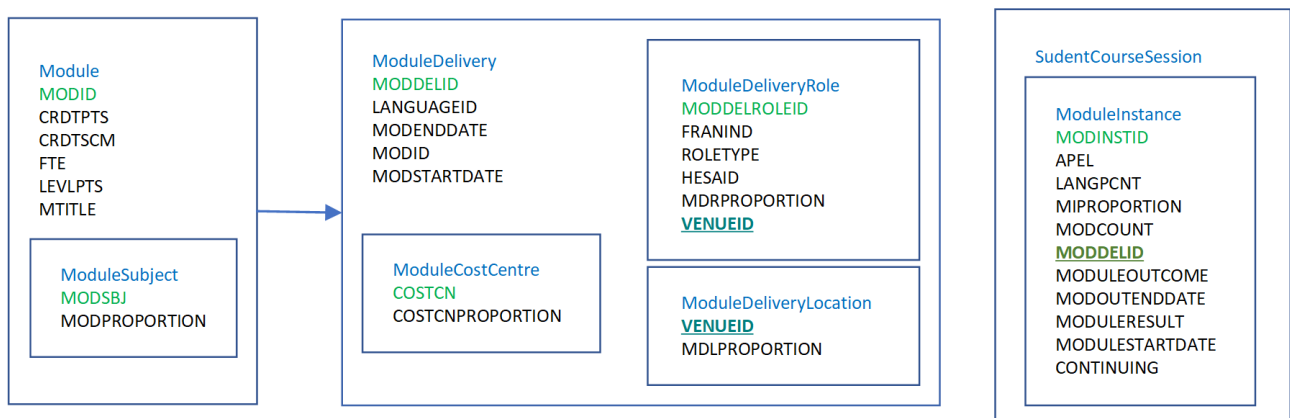 Module
MODID
CRDTPTS
CRDTSCM
FTE
LEVLPTS
MTITLE
ModuleSubject
MODSBJ
MODPROPORTION
ModuleDelivery
MODDELID
LANGUAGEID
MODENDDATE
MODID
MODSTARTDATE
ModuleCostCentre
COSTCN
COSTCNPROPORTION
ModuleDeliveryRole
MODDELROLEID
FRANIND
ROLETYPE
HESAID
MDRPROPORTION
VENUEID
ModuleDeliveryLocation
VENUEID
MDLPROPORTION
SudentCourseSession
ModuleInstance
MODINSTID
APEL
LANGPCNT
MIPROPORTION
MODCOUNT
MODDELID
MODULEOUTCOME
MODOUTENDDATE
MODULERESULT
MODULESTARTDATE
CONTINUING